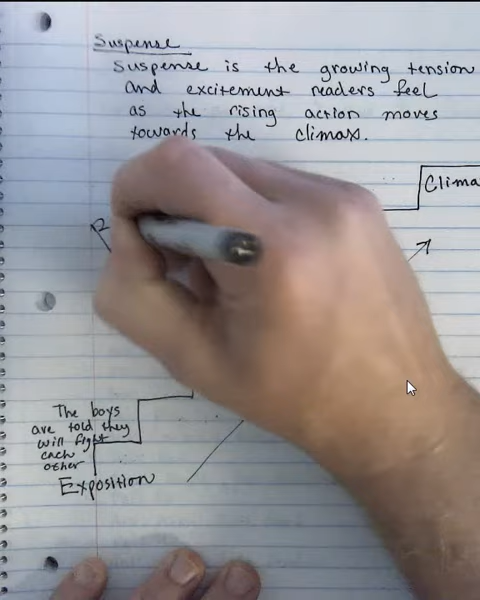 Suspense
Suspense is the growing tension
and excitement readers feel
as the rising action moves
towards the climax.
Clima
The boys
are told they
will fight
each
other
Exposition